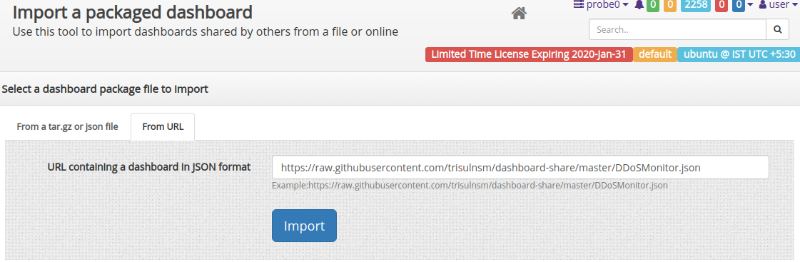 Import a packaged dashboard
Use this tool to import dashboards shared by others from a file or online
probe0 0 0 2258 0 0 user
Search..
Limited Time License Expiring 2020-Jan-31 default ubuntu @ IST UTC +5:30
Select a dashboard package file to import
From a tar.gz or json file From URL
URL containing a dashboard in JSON format https://raw.githubusercontent.com/trisulnsm/dashboard-share/master/DDoSMonitor.json
Example:https://raw.githubusercontent.com/trisulnsm/dashboard-share/master/DDoSMonitor.json
Import